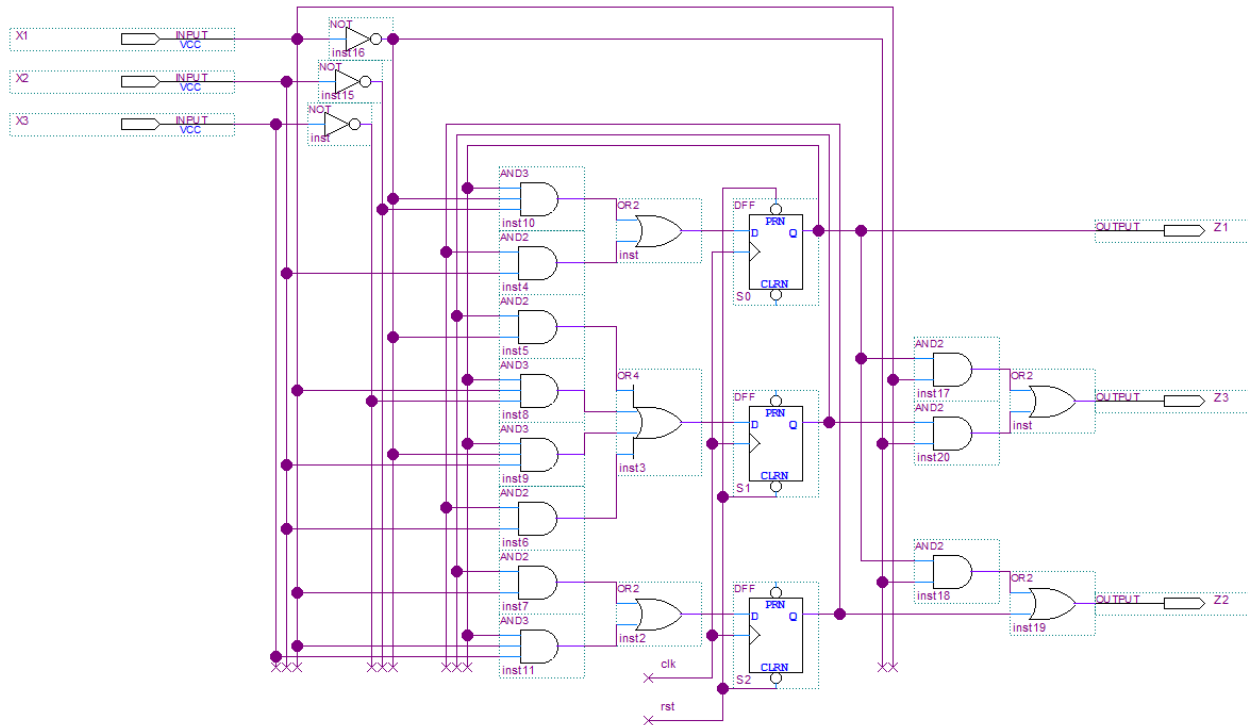 NOT
X1 INPUT VCC
inst16
NOT
X2 INPUT VCC
inst15
NOT
X3 INPUT VCC
inst
AND3
inst10
OR2
inst
DFF
PRN
D Q
CLRN
S0
OUTPUT Z1
AND2
inst4
AND2
inst5
AND3
inst8
OR4
inst3
AND3
inst9
DFF
PRN
D Q
CLRN
S1
AND2
inst17
OR2
inst
OUTPUT Z3
AND2
inst20
AND2
inst6
AND2
inst7
OR2
inst2
AND3
inst11
DFF
PRN
D Q
CLRN
S2
AND2
inst18
OR2
inst19
OUTPUT Z2
clk
rst